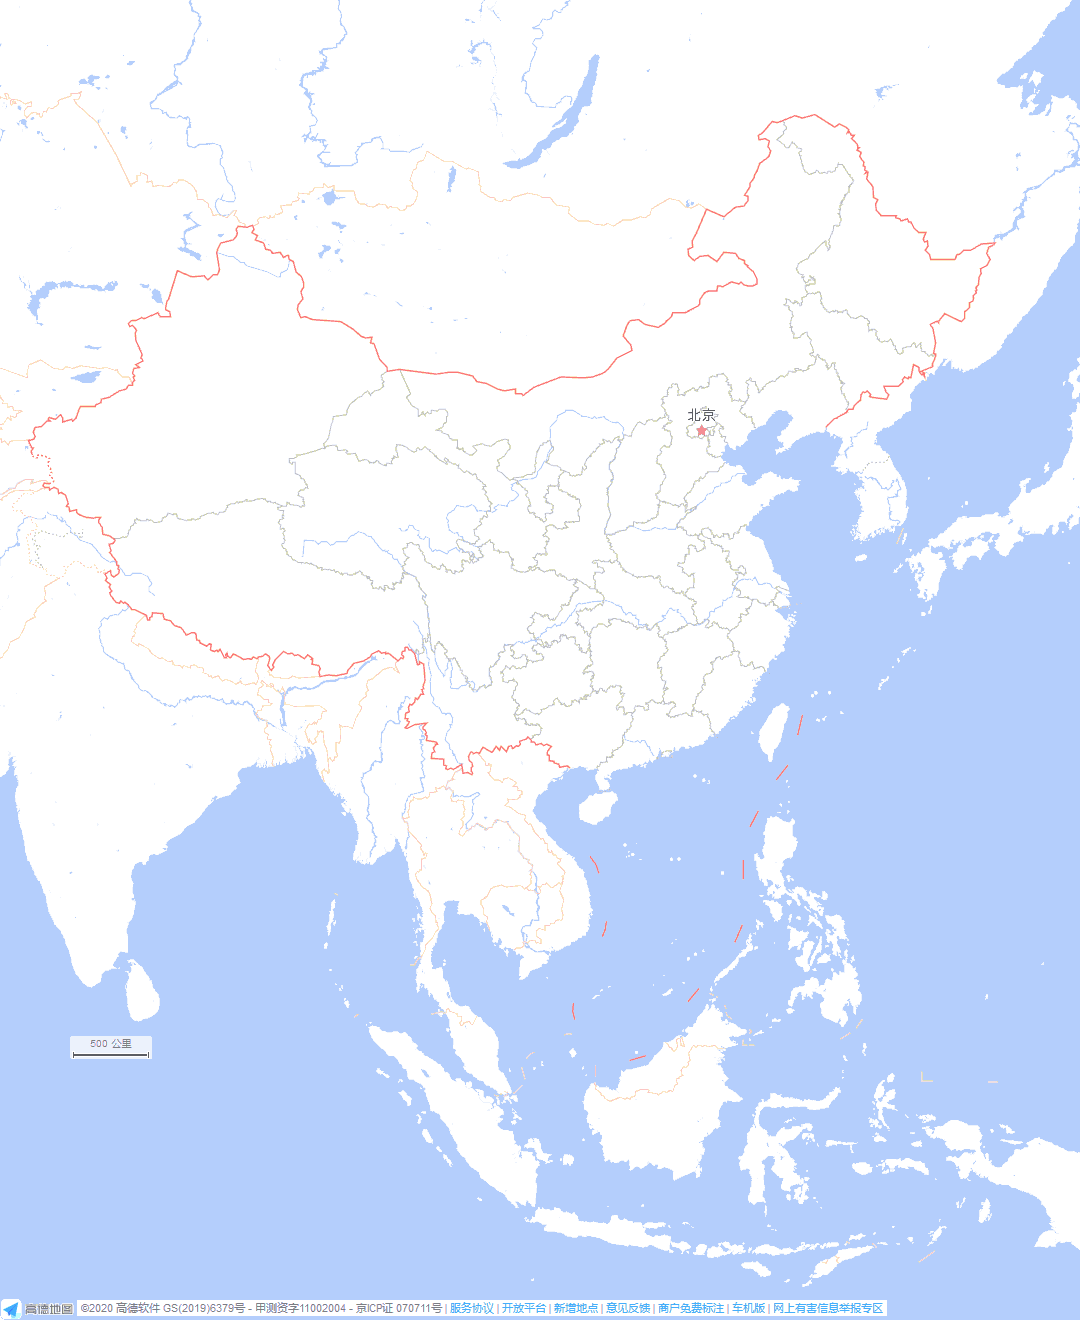 北京
500 公里
高德地图
©2020 高德软件 GS(2019)6379号 - 甲测资字11002004 - 京ICP证 070711号 | 服务协议 | 开放平台 | 新增地点 | 意见反馈 | 商户免费标注 | 车机版 | 网上有害信息举报专区